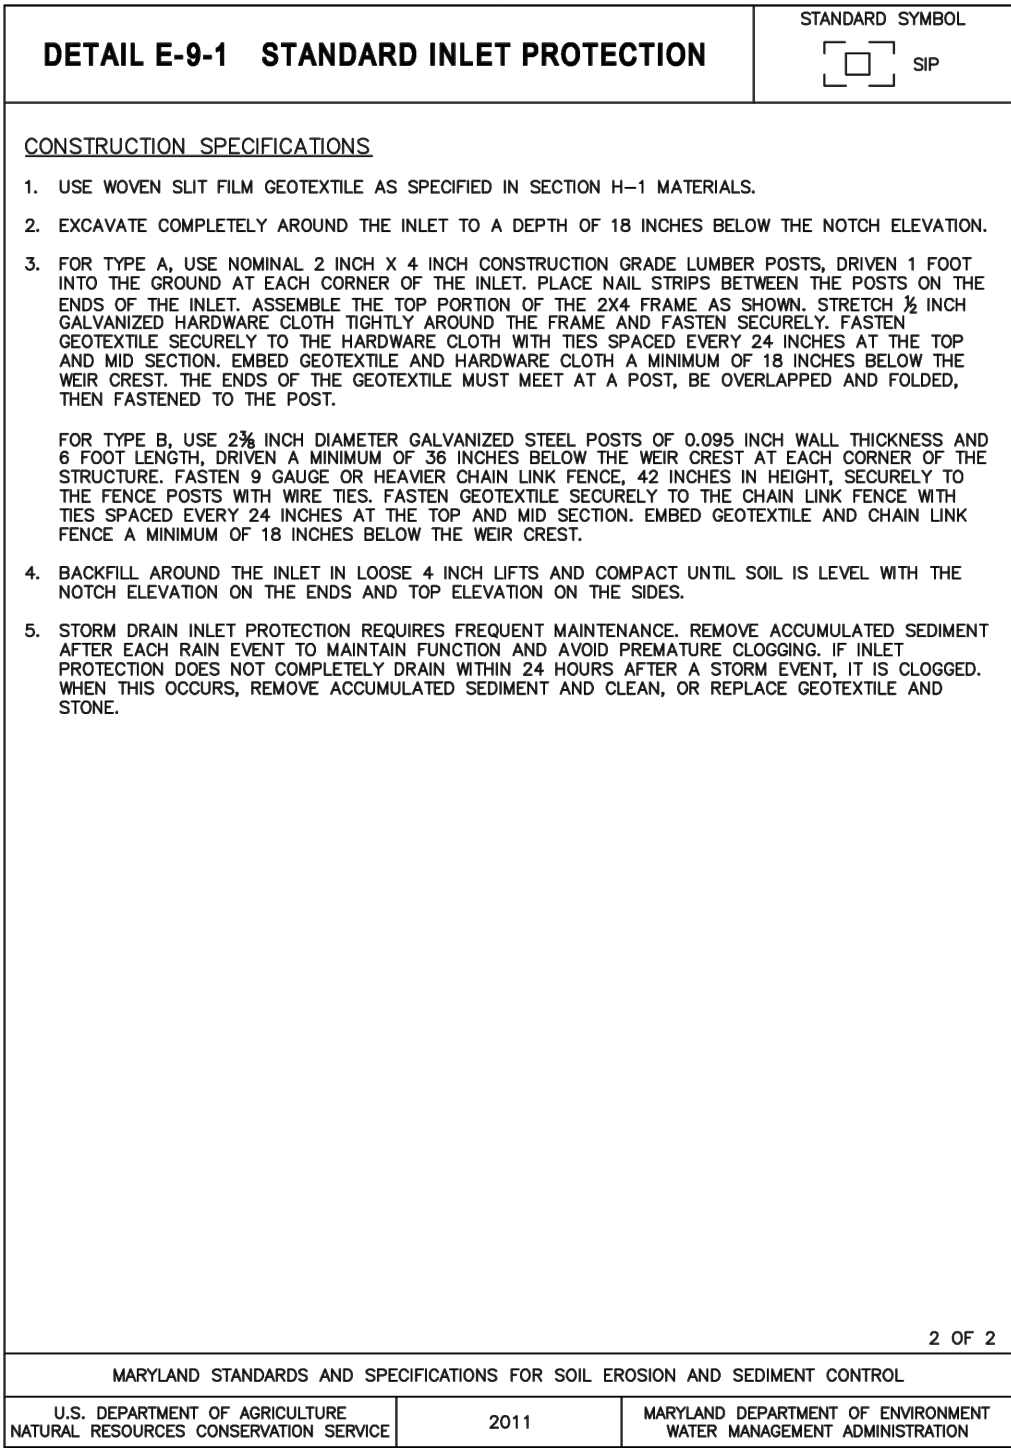 DETAIL E-9-1 STANDARD INLET PROTECTION
STANDARD SYMBOL
SIP
CONSTRUCTION SPECIFICATIONS
1. USE WOVEN SLIT FILM GEOTEXTILE AS SPECIFIED IN SECTION H-1 MATERIALS.
2. EXCAVATE COMPLETELY AROUND THE INLET TO A DEPTH OF 18 INCHES BELOW THE NOTCH ELEVATION.
3. FOR TYPE A, USE NOMINAL 2 INCH X 4 INCH CONSTRUCTION GRADE LUMBER POSTS, DRIVEN 1 FOOT
INTO THE GROUND AT EACH CORNER OF THE INLET. PLACE NAIL STRIPS BETWEEN THE POSTS ON THE
ENDS OF THE INLET. ASSEMBLE THE TOP PORTION OF THE 2X4 FRAME AS SHOWN. STRETCH ½ INCH
GALVANIZED HARDWARE CLOTH TIGHTLY AROUND THE FRAME AND FASTEN SECURELY. FASTEN
GEOTEXTILE SECURELY TO THE HARDWARE CLOTH WITH TIES SPACED EVERY 24 INCHES AT THE TOP
AND MID SECTION. EMBED GEOTEXTILE AND HARDWARE CLOTH A MINIMUM OF 18 INCHES BELOW THE
WEIR CREST. THE ENDS OF THE GEOTEXTILE MUST MEET AT A POST, BE OVERLAPPED AND FOLDED,
THEN FASTENED TO THE POST.
FOR TYPE B, USE 2⅜ INCH DIAMETER GALVANIZED STEEL POSTS OF 0.095 INCH WALL THICKNESS AND
6 FOOT LENGTH, DRIVEN A MINIMUM OF 36 INCHES BELOW THE WEIR CREST AT EACH CORNER OF THE
STRUCTURE. FASTEN 9 GAUGE OR HEAVIER CHAIN LINK FENCE, 42 INCHES IN HEIGHT, SECURELY TO
THE FENCE POSTS WITH WIRE TIES. FASTEN GEOTEXTILE SECURELY TO THE CHAIN LINK FENCE WITH
TIES SPACED EVERY 24 INCHES AT THE TOP AND MID SECTION. EMBED GEOTEXTILE AND CHAIN LINK
FENCE A MINIMUM OF 18 INCHES BELOW THE WEIR CREST.
4. BACKFILL AROUND THE INLET IN LOOSE 4 INCH LIFTS AND COMPACT UNTIL SOIL IS LEVEL WITH THE
NOTCH ELEVATION ON THE ENDS AND TOP ELEVATION ON THE SIDES.
5. STORM DRAIN INLET PROTECTION REQUIRES FREQUENT MAINTENANCE. REMOVE ACCUMULATED SEDIMENT
AFTER EACH RAIN EVENT TO MAINTAIN FUNCTION AND AVOID PREMATURE CLOGGING. IF INLET
PROTECTION DOES NOT COMPLETELY DRAIN WITHIN 24 HOURS AFTER A STORM EVENT, IT IS CLOGGED.
WHEN THIS OCCURS, REMOVE ACCUMULATED SEDIMENT AND CLEAN, OR REPLACE GEOTEXTILE AND
STONE.
2 OF 2
MARYLAND STANDARDS AND SPECIFICATIONS FOR SOIL EROSION AND SEDIMENT CONTROL
U.S. DEPARTMENT OF AGRICULTURE
NATURAL RESOURCES CONSERVATION SERVICE
2011
MARYLAND DEPARTMENT OF ENVIRONMENT
WATER MANAGEMENT ADMINISTRATION